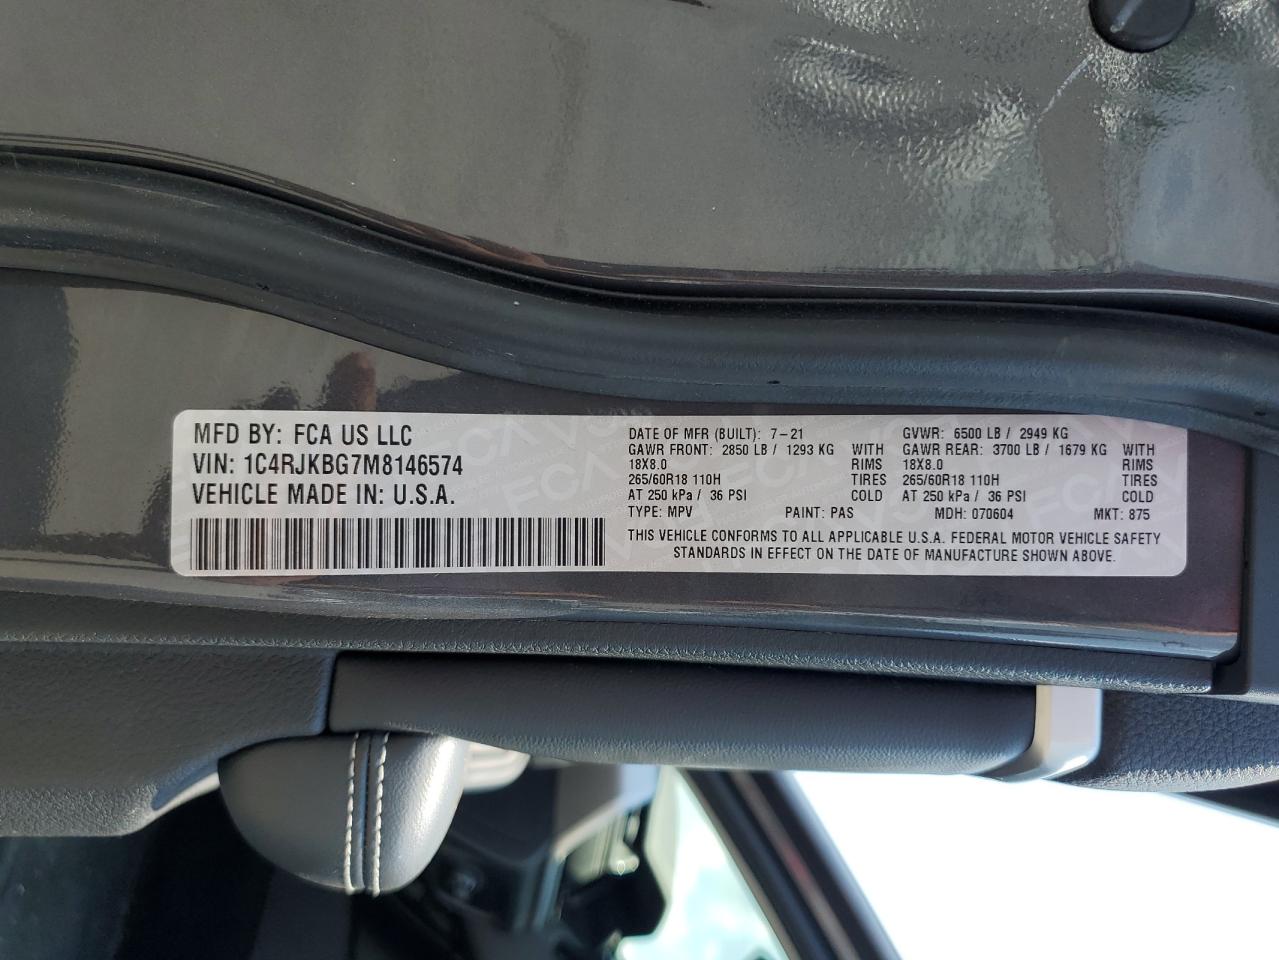 MFD BY: FCA US LLC
VIN: 1C4RJKBG7M8146574
VEHICLE MADE IN: U.S.A.
DATE OF MFR (BUILT): 7-21 GVWR: 6500 LB / 2949 KG
GAWR FRONT: 2850 LB / 1293 KG WITH GAWR REAR: 3700 LB / 1679 KG WITH
18X8.0 RIMS 18X8.0 RIMS
265/60R18 110H TIRES 265/60R18 110H TIRES
AT 250 kPa / 36 PSI COLD AT 250 kPa / 36 PSI COLD
TYPE: MPV PAINT: PAS MDH: 070604 MKT: 875
THIS VEHICLE CONFORMS TO ALL APPLICABLE U.S.A. FEDERAL MOTOR VEHICLE SAFETY
STANDARDS IN EFFECT ON THE DATE OF MANUFACTURE SHOWN ABOVE.